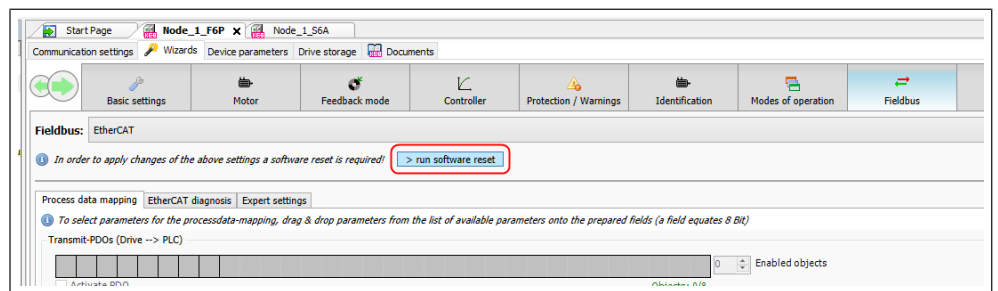 Start Page Node_1_F6P Node_1_S6A
Communication settings Wizards Device parameters Drive storage Documents
Basic settings Motor Feedback mode Controller Protection / Warnings Identification Modes of operation Fieldbus
Fieldbus: EtherCAT
In order to apply changes of the above settings a software reset is required! > run software reset
Process data mapping EtherCAT diagnosis Expert settings
To select parameters for the processdata-mapping, drag & drop parameters from the list of available parameters onto the prepared fields (a field equates 8 Bit)
Transmit-PDOs (Drive --> PLC)
0 Enabled objects
Activate PDO Objects: 0/8